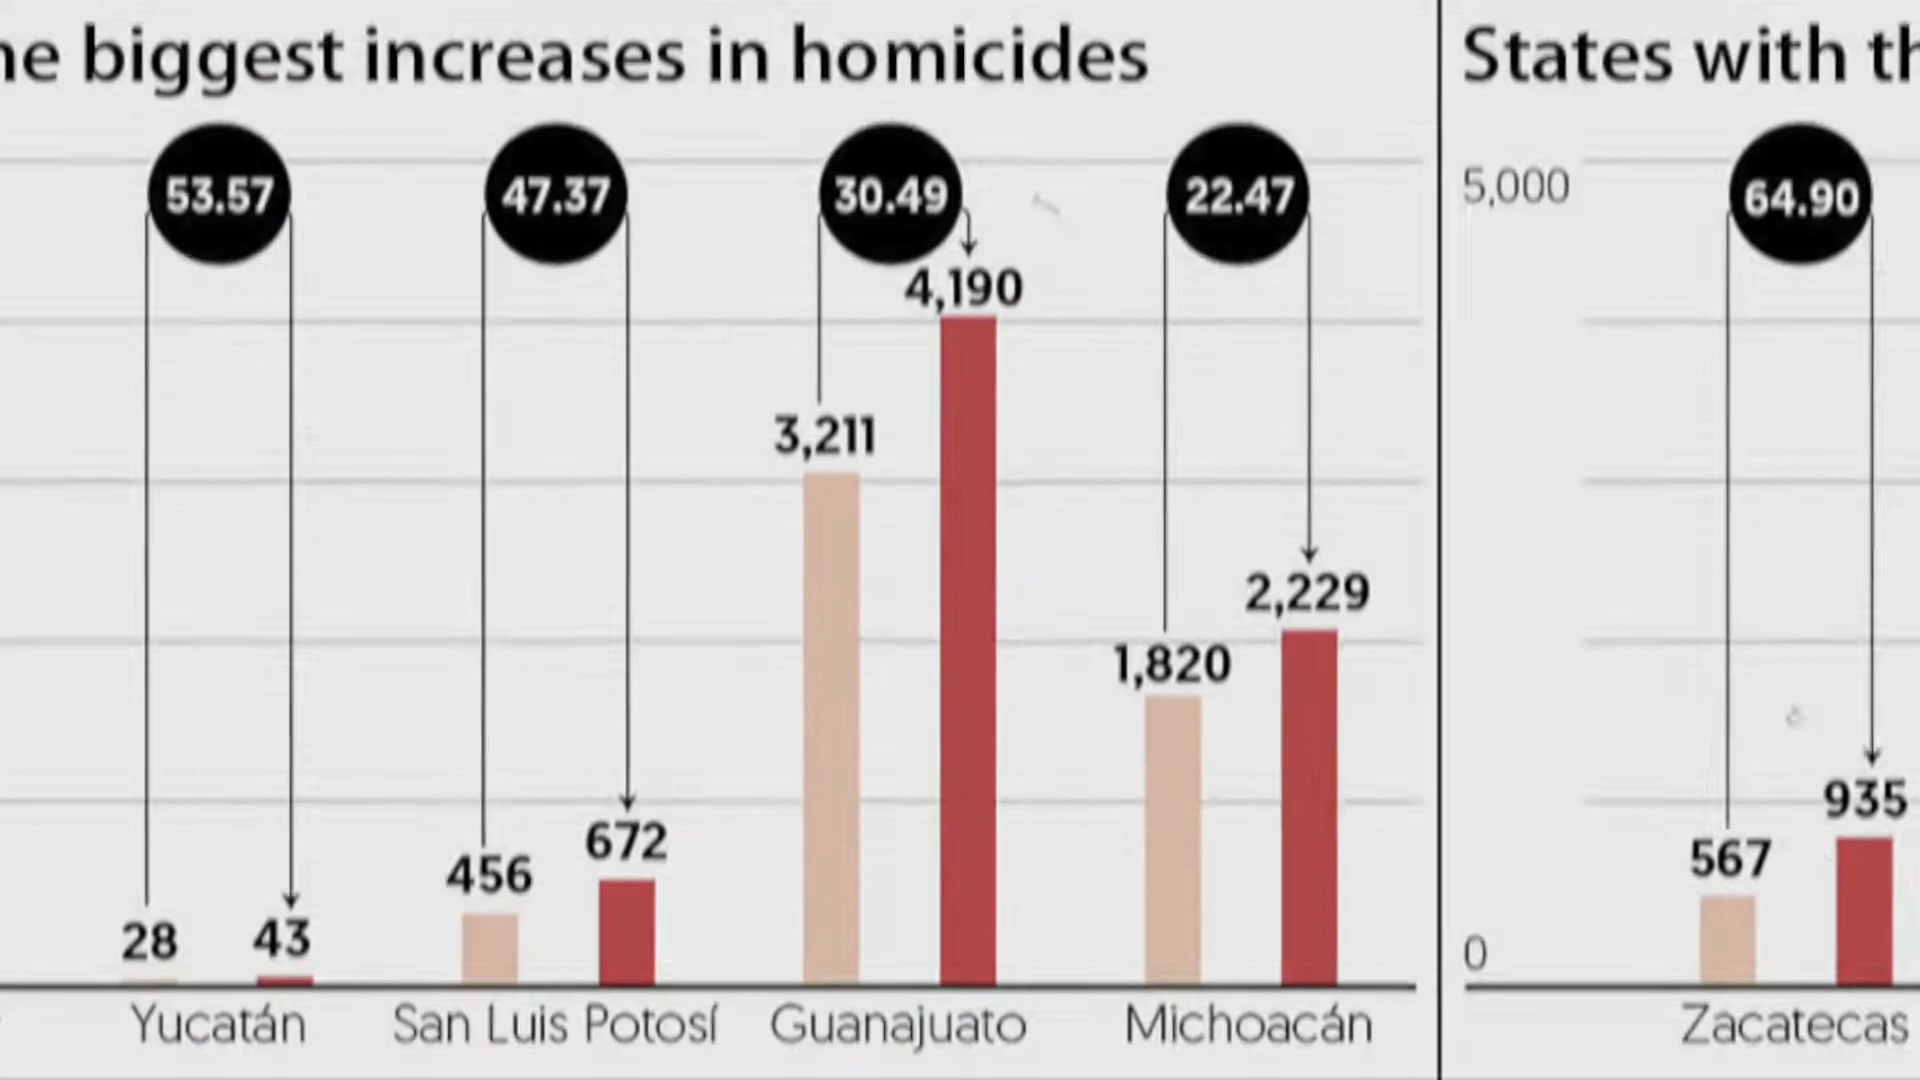 he biggest increases in homicides
53.57
47.37
30.49
22.47
4,190
3,211
2,229
1,820
672
456
28
43
Yucatán
San Luis Potosí
Guanajuato
Michoacán
States with th
5,000
64.90
935
567
0
Zacatecas